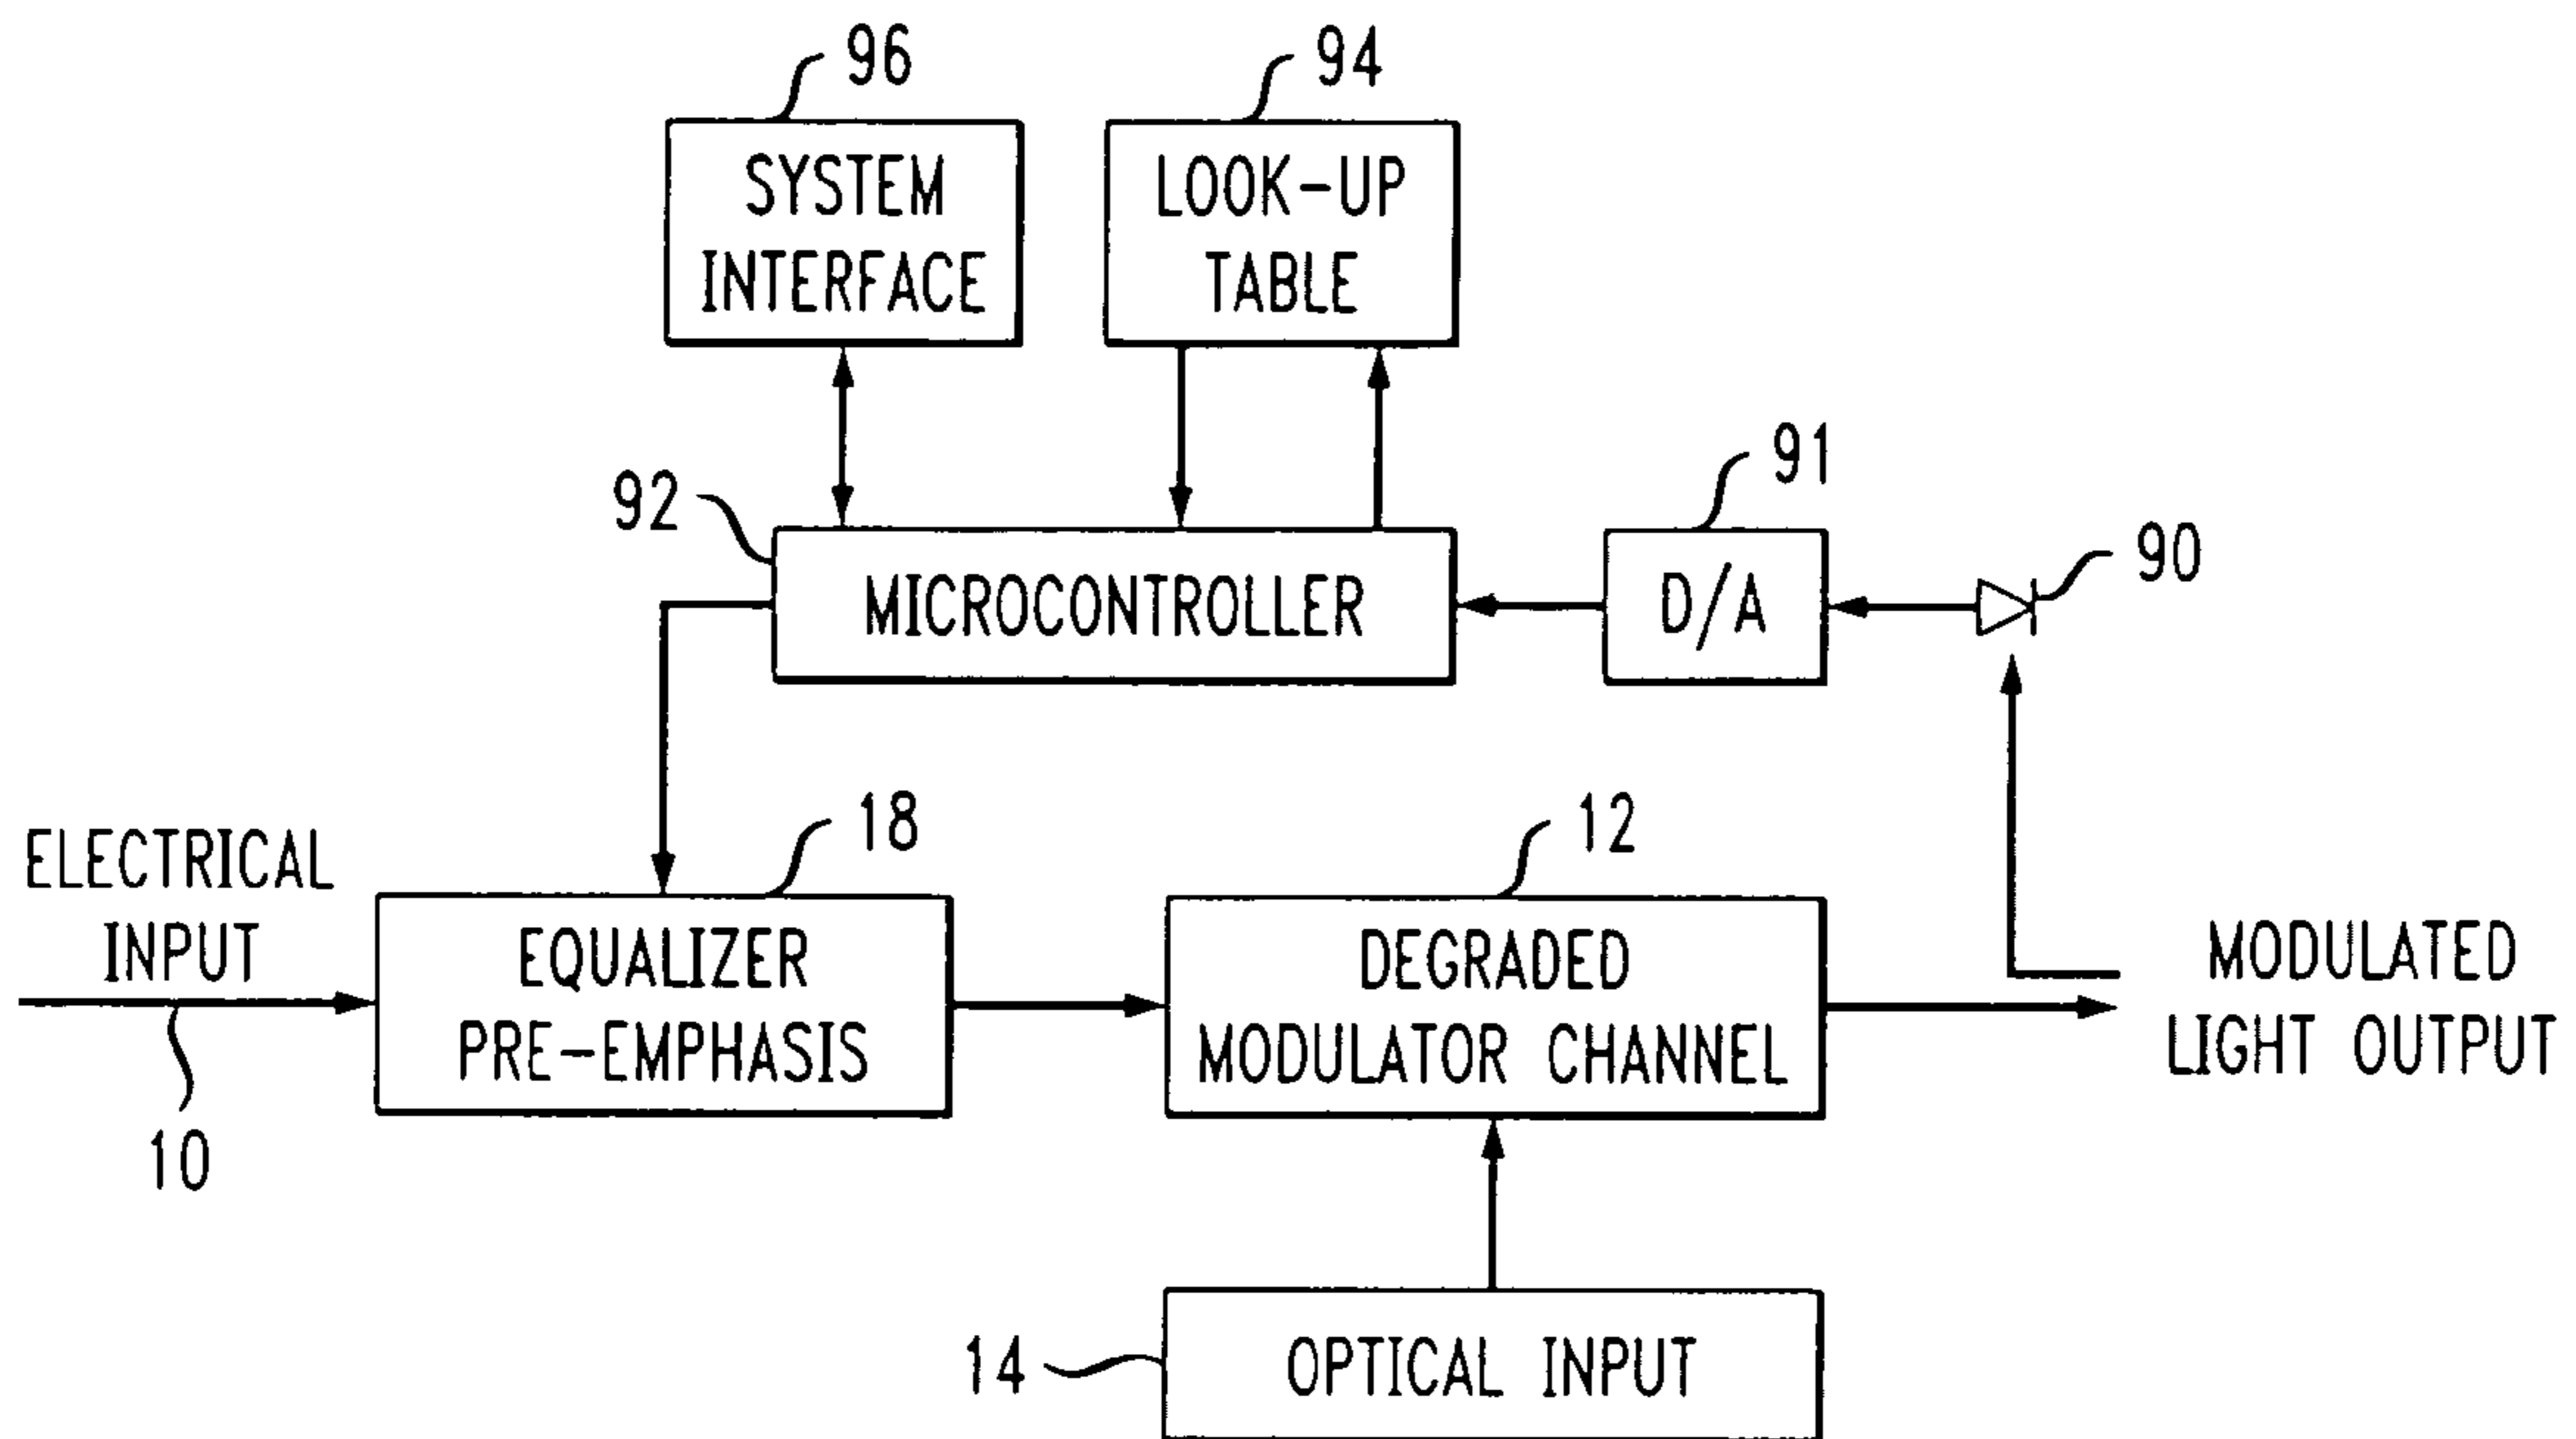 96
94
SYSTEM
INTERFACE
LOOK-UP
TABLE
92
91
90
MICROCONTROLLER
D/A
18
12
ELECTRICAL
INPUT
EQUALIZER
PRE-EMPHASIS
DEGRADED
MODULATOR CHANNEL
MODULATED
LIGHT OUTPUT
10
14
OPTICAL INPUT